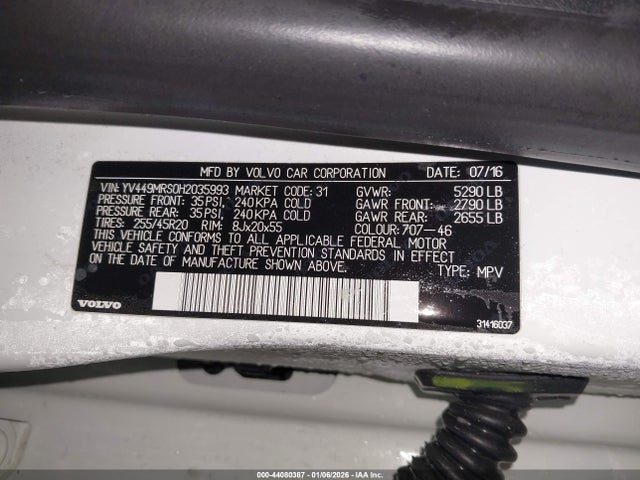 MFD BY VOLVO CAR CORPORATION DATE: 07/16
VIN: YV449MRS0H2035993 MARKET CODE: 31 GVWR: 5290 LB
PRESSURE FRONT: 35 PSI, 240 KPA COLD GAWR FRONT: 2790 LB
PRESSURE REAR: 35 PSI, 240 KPA COLD GAWR REAR: 2655 LB
TIRES: 255/45R20 RIM: 8Jx20x55 COLOUR: 707-46
THIS VEHICLE CONFORMS TO ALL APPLICABLE FEDERAL MOTOR
VEHICLE SAFETY AND THEFT PREVENTION STANDARDS IN EFFECT
ON THE DATE OF MANUFACTURE SHOWN ABOVE.
TYPE: MPV
VOLVO
31416037
000-44080387 - 01/06/2026 - IAA Inc.